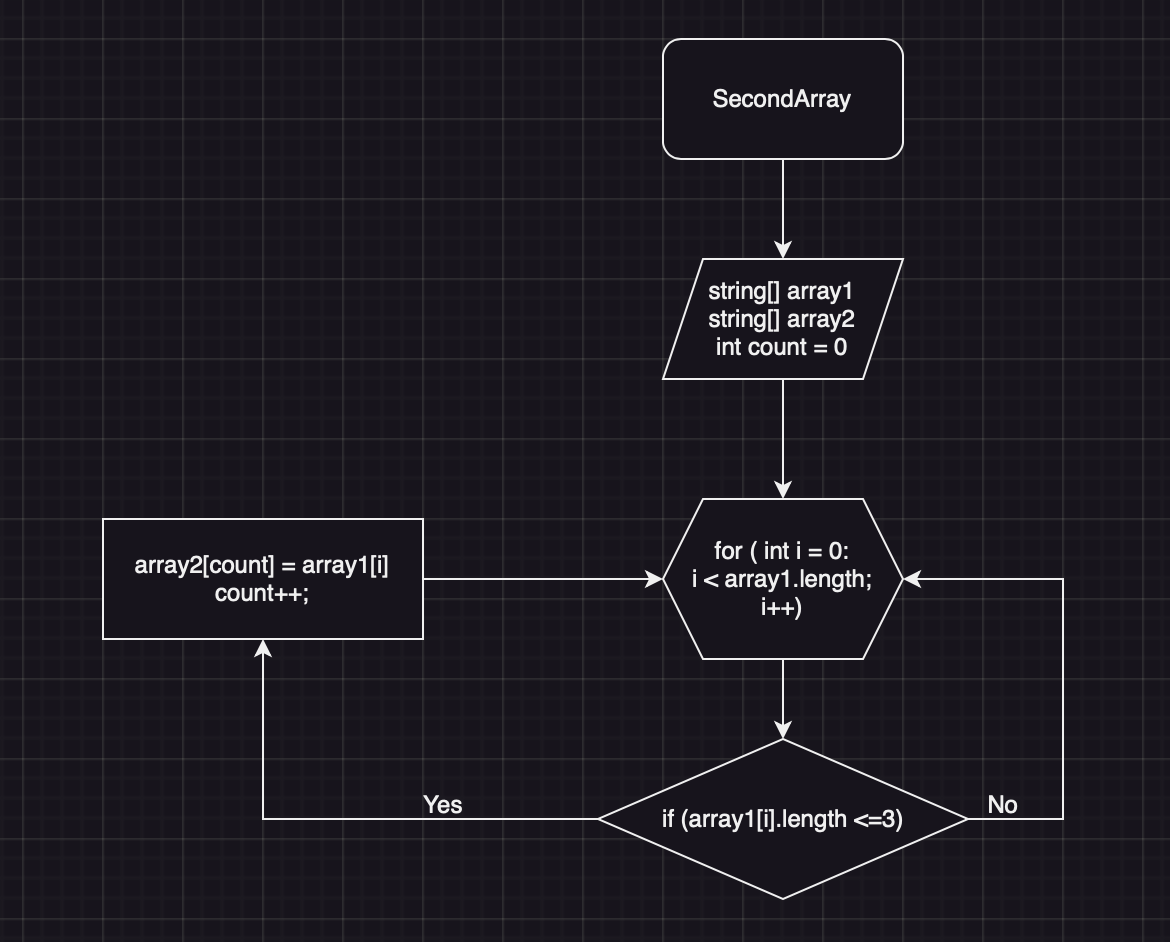 SecondArray
string[] array1
string[] array2
int count = 0
for ( int i = 0:
i < array1.length;
i++)
array2[count] = array1[i]
count++;
if (array1[i].length <=3)
Yes
No